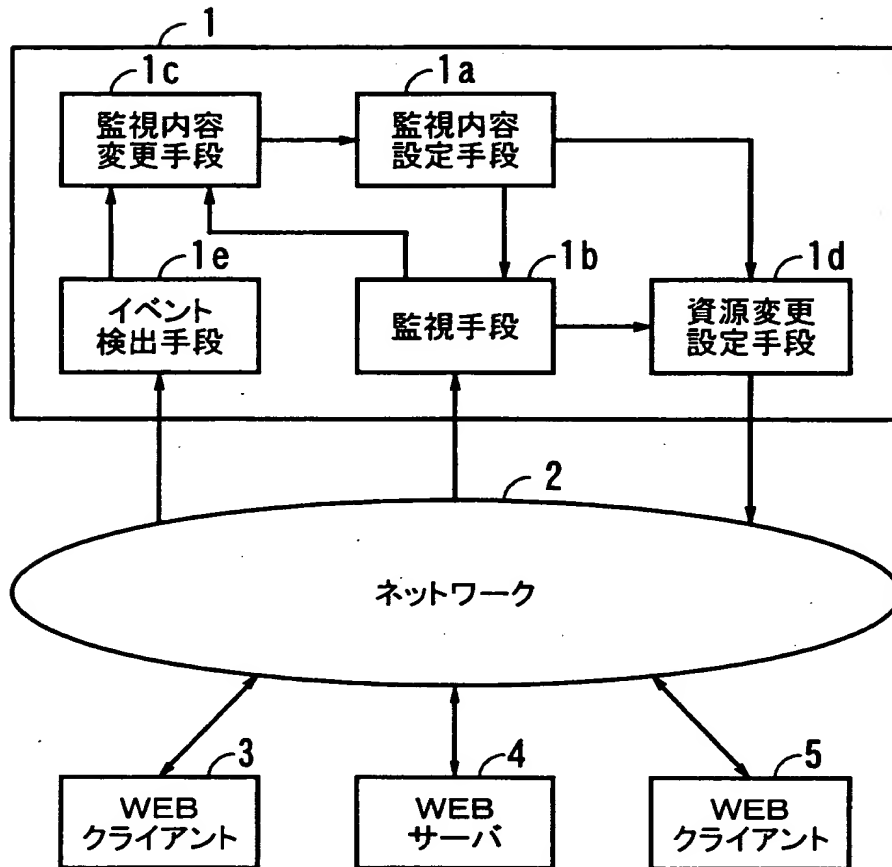 1
1c
監視内容
変更手段
1a
監視内容
設定手段
1e
イベント
検出手段
1b
監視手段
1d
資源変更
設定手段
2
ネットワーク
3
WEB
クライアント
4
WEB
サーバ
5
WEB
クライアント